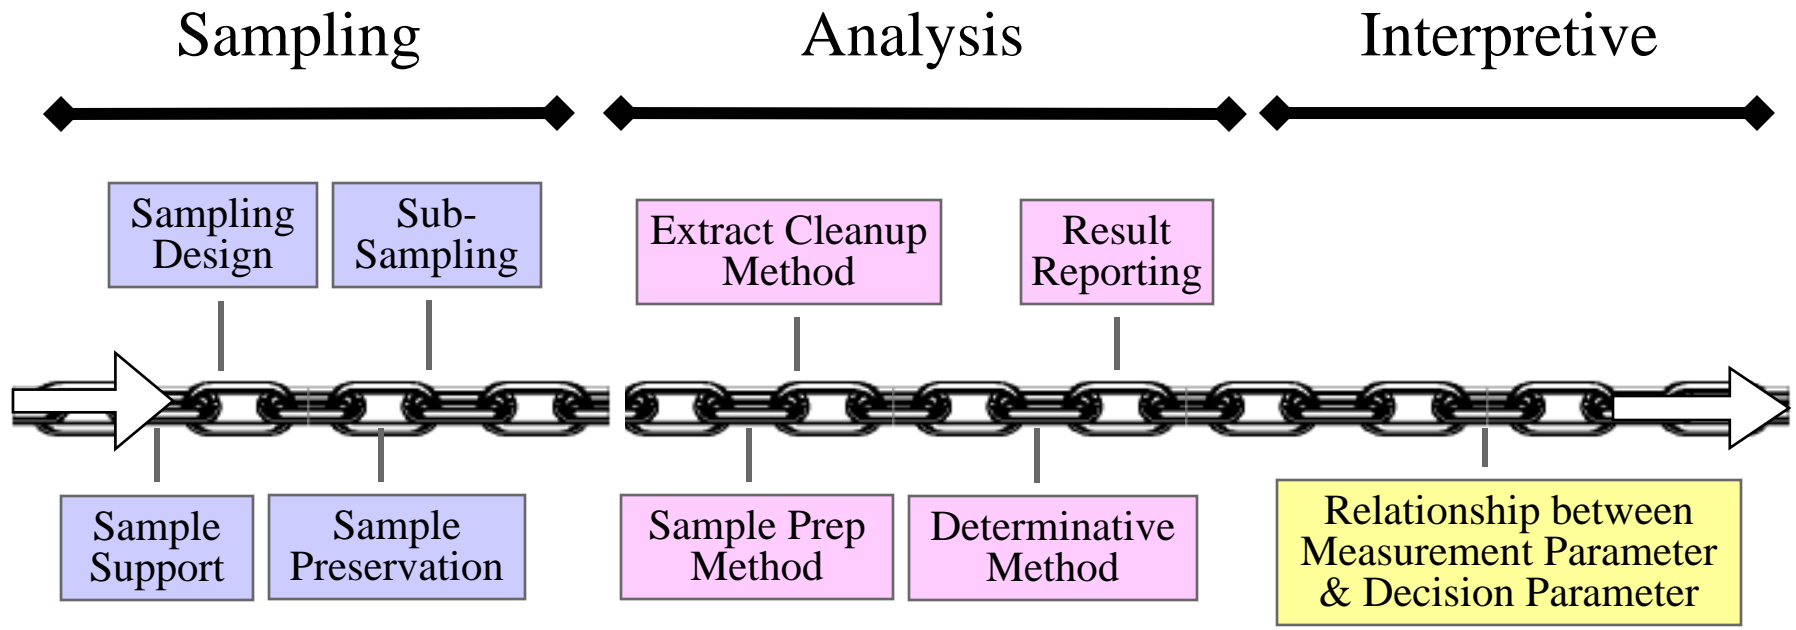 Sampling
Analysis
Interpretive
Sampling
Design
Sub-
Sampling
Extract Cleanup
Method
Result
Reporting
Sample
Support
Sample
Preservation
Sample Prep
Method
Determinative
Method
Relationship between
Measurement Parameter
& Decision Parameter